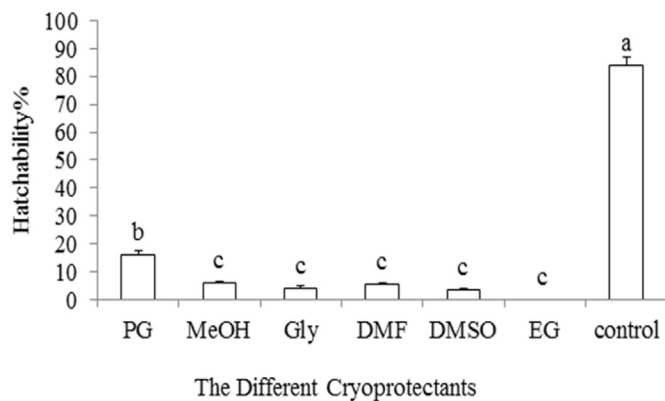 Hatchability%
100
90
80
70
60
50
40
30
20
10
0
b
c
c
c
c
c
a
PG MeOH Gly DMF DMSO EG control
The Different Cryoprotectants